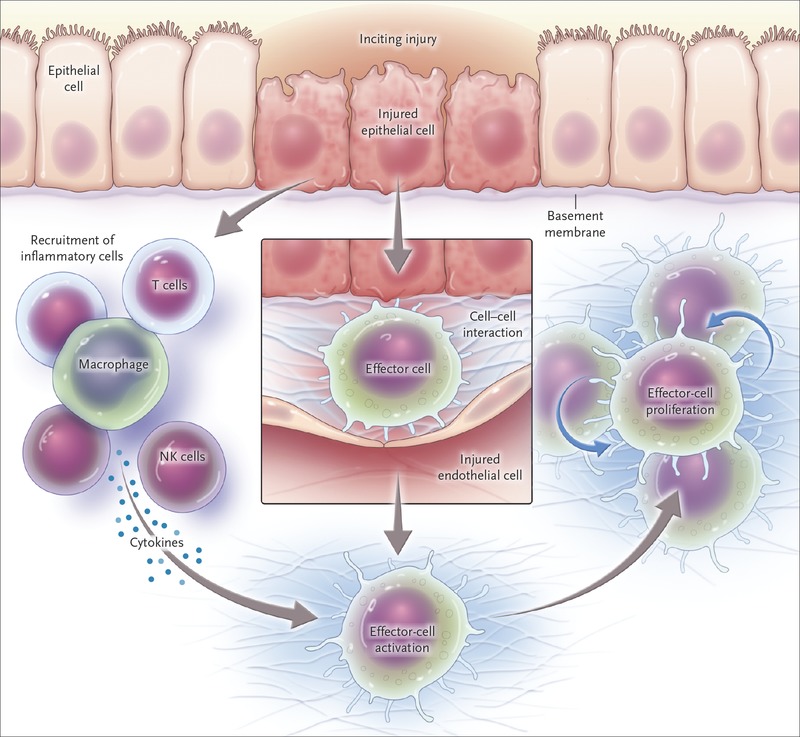 Inciting injury
Epithelial
cell
Injured
epithelial cell
Basement
membrane
Recruitment of
inflammatory cells
T cells
Macrophage
NK cells
Cytokines
Cell–cell
interaction
Effector cell
Injured
endothelial cell
Effector-cell
proliferation
Effector-cell
activation